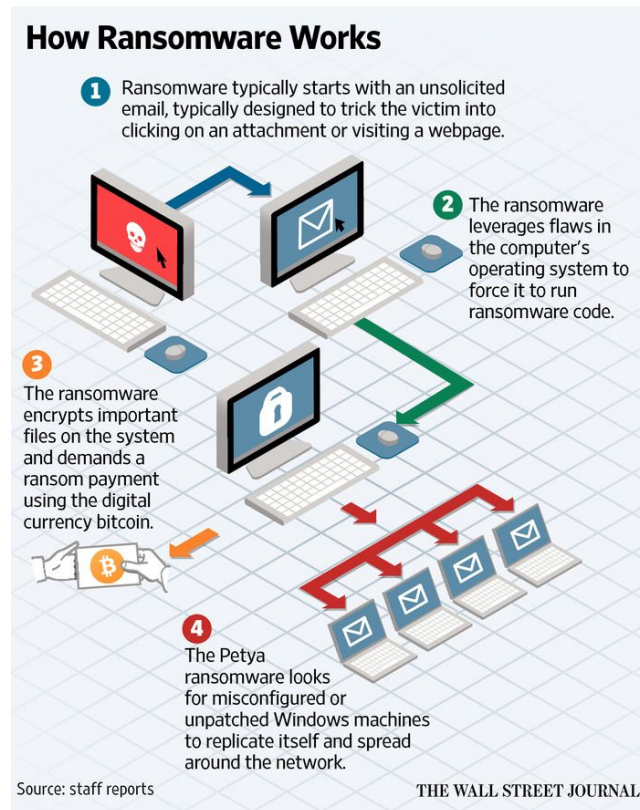 How Ransomware Works
1
Ransomware typically starts with an unsolicited
email, typically designed to trick the victim into
clicking on an attachment or visiting a webpage.
2
The ransomware
leverages flaws in
the computer's
operating system to
force it to run
ransomware code.
3
The ransomware
encrypts important
files on the system
and demands a
ransom payment
using the digital
currency bitcoin.
4
The Petya
ransomware looks
for misconfigured or
unpatched Windows machines
to replicate itself and spread
around the network.
Source: staff reports
THE WALL STREET JOURNAL